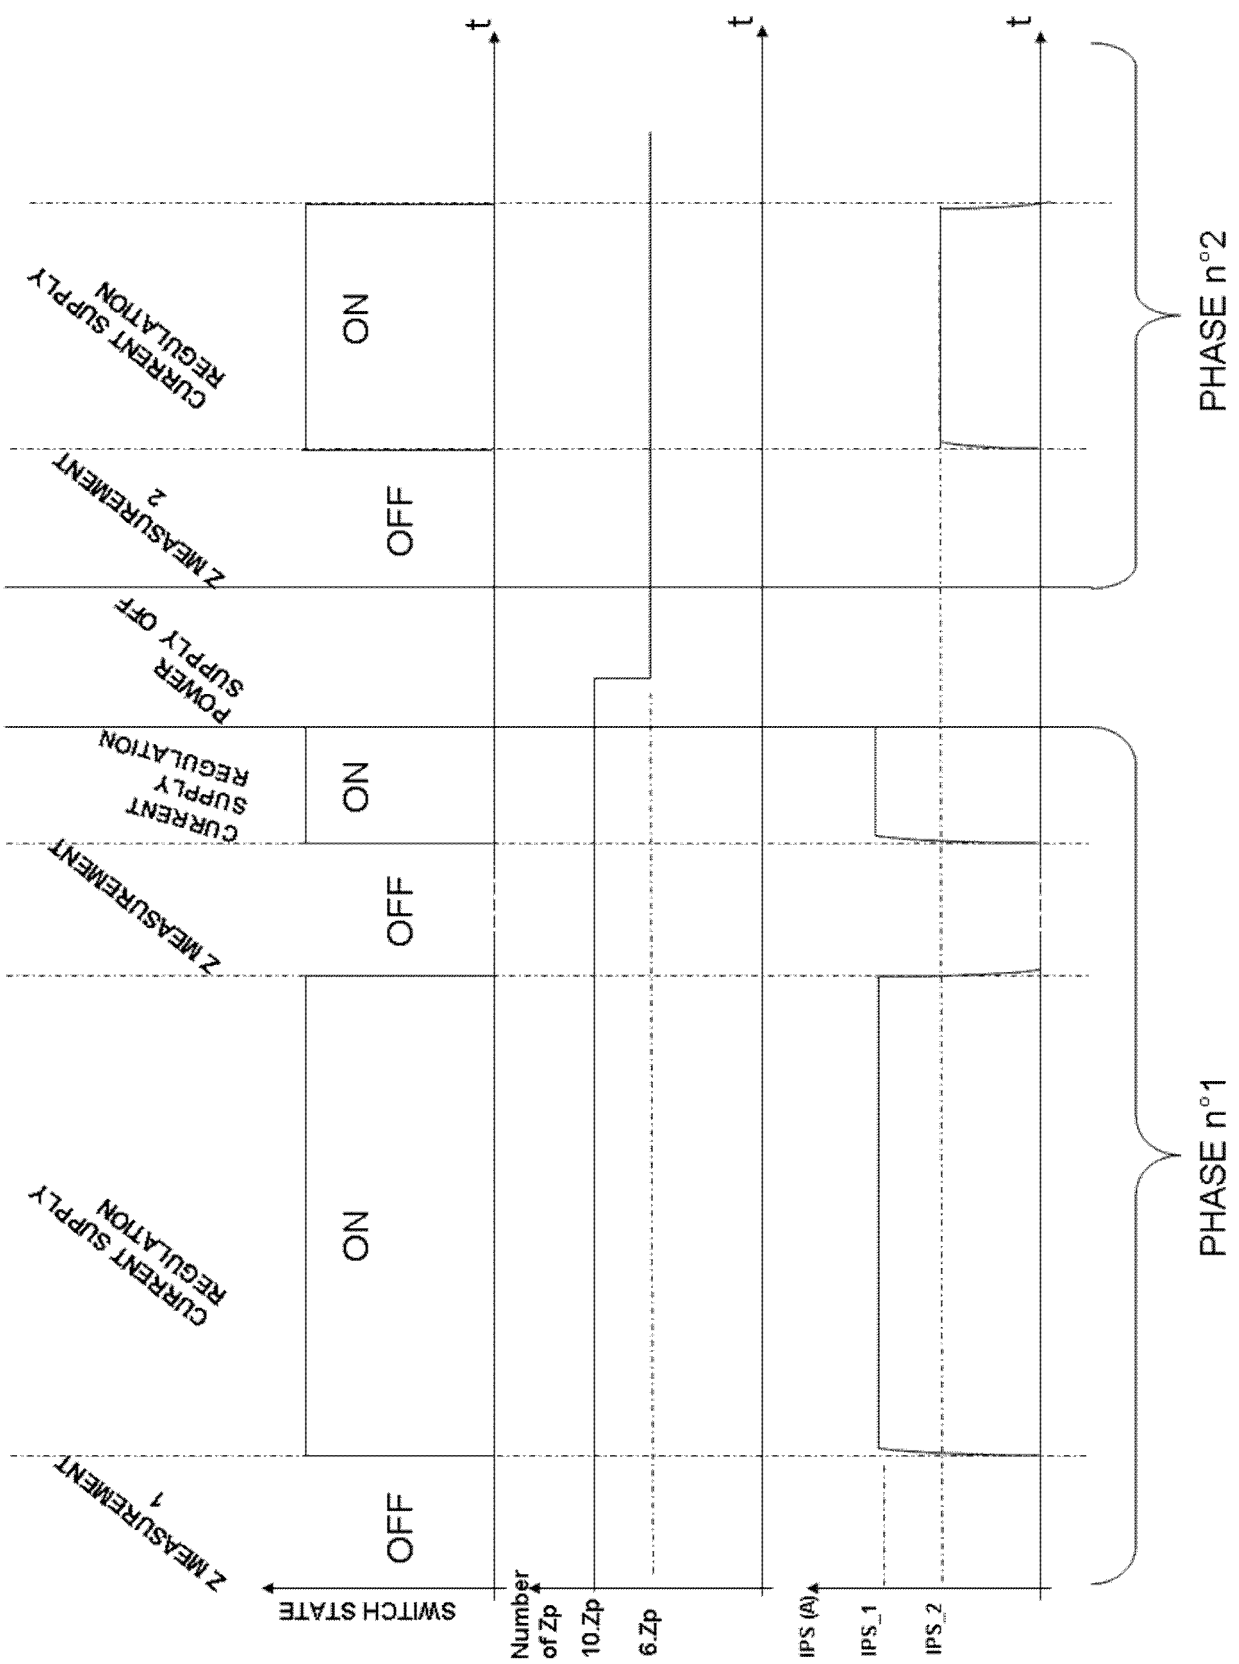 Z MEASUREMENT
1
CURRENT SUPPLY
REGULATION
Z MEASUREMENT
CURRENT
SUPPLY
REGULATION
POWER
SUPPLY OFF
Z MEASUREMENT
2
CURRENT SUPPLY
REGULATION
SWITCH STATE
OFF
ON
OFF
ON
OFF
ON
t
Number
of Zp
10.Zp
6.Zp
t
IPS (A)
IPS_1
IPS_2
t
PHASE n°1
PHASE n°2